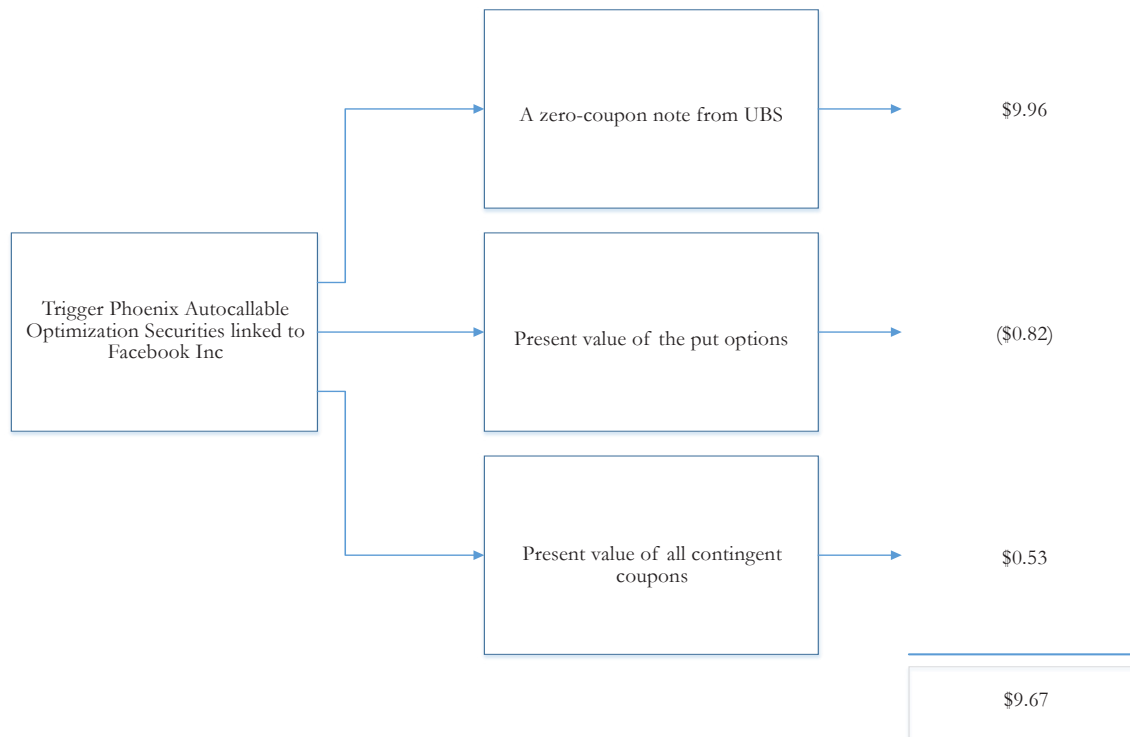 A zero-coupon note from UBS
$9.96
Trigger Phoenix Autocallable
Optimization Securities linked to
Facebook Inc
Present value of the put options
($0.82)
Present value of all contingent
coupons
$0.53
$9.67